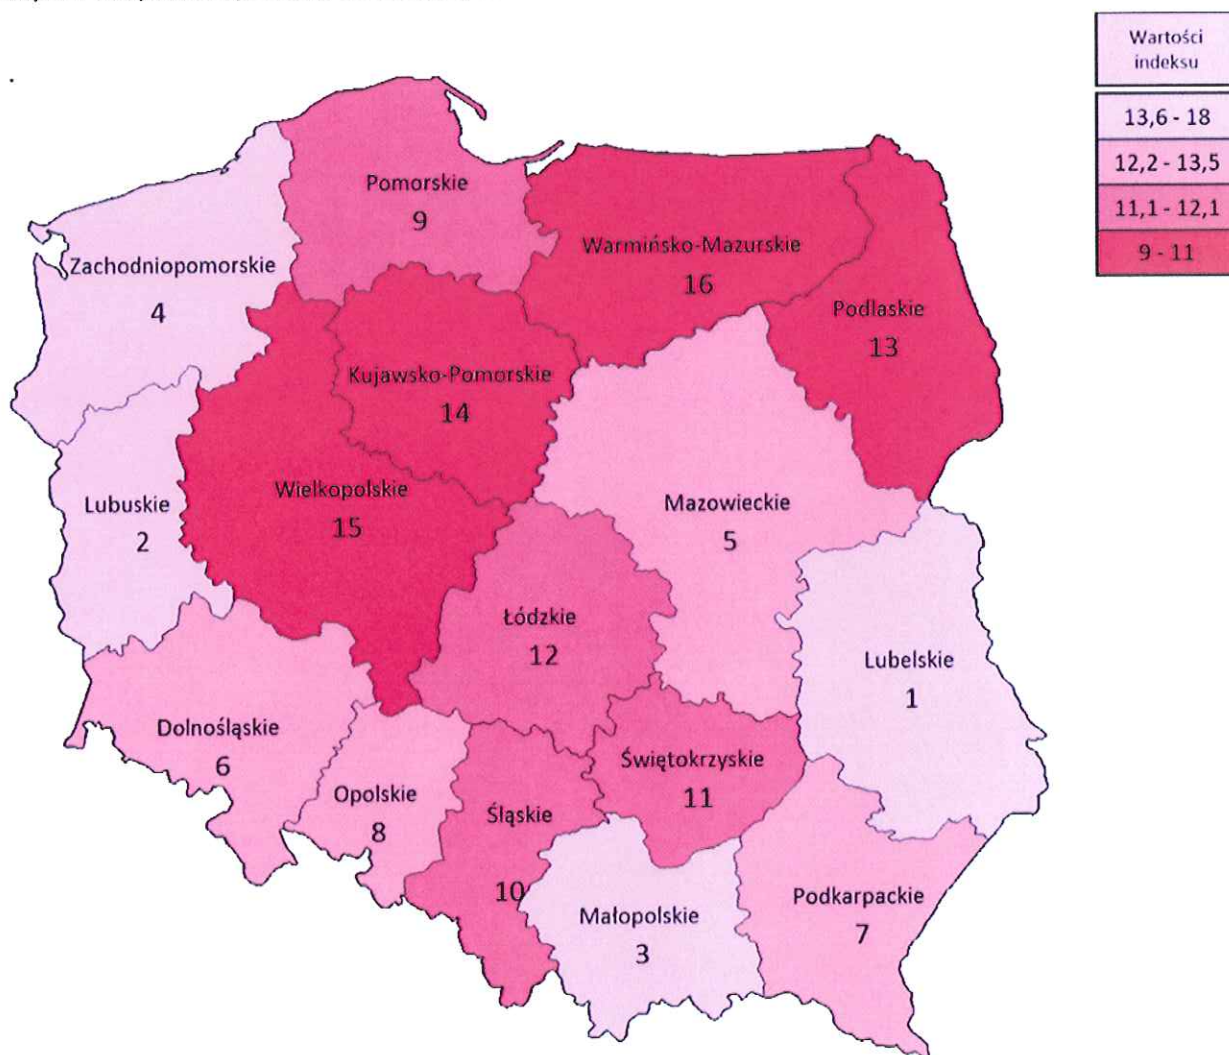 Wartości
indeksu
13,6 - 18
12,2 - 13,5
11,1 - 12,1
9 - 11
Pomorskie
9
Warmińsko-Mazurskie
16
Zachodniopomorskie
4
Podlaskie
13
Kujawsko-Pomorskie
14
Wielkopolskie
15
Lubuskie
2
Mazowieckie
5
Łódzkie
12
Lubelskie
1
Dolnośląskie
6
Świętokrzyskie
11
Opolskie
8
Śląskie
10
Podkarpackie
7
Małopolskie
3